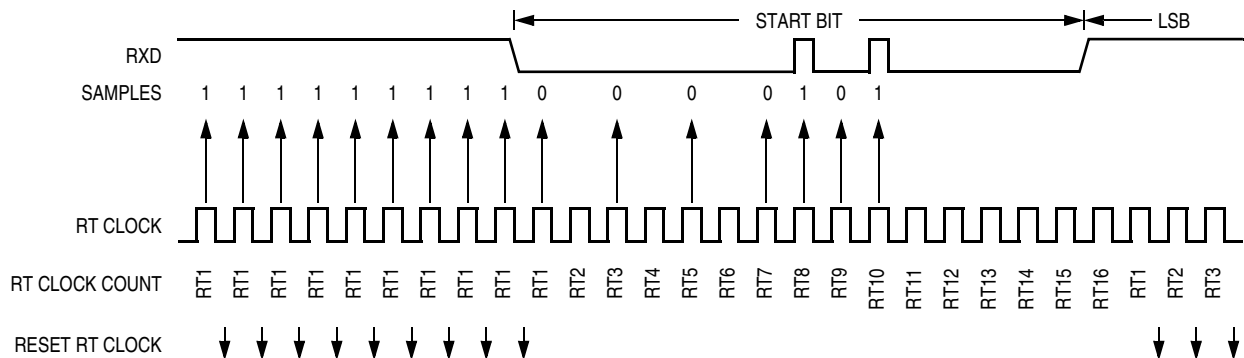 START BIT LSB
RXD
SAMPLES 1 1 1 1 1 1 1 1 1 0 0 0 0 1 0 1
RT CLOCK
RT CLOCK COUNT RT1 RT1 RT1 RT1 RT1 RT1 RT1 RT1 RT1 RT1 RT2 RT3 RT4 RT5 RT6 RT7 RT8 RT9 RT10 RT11 RT12 RT13 RT14 RT15 RT16 RT1 RT2 RT3
RESET RT CLOCK